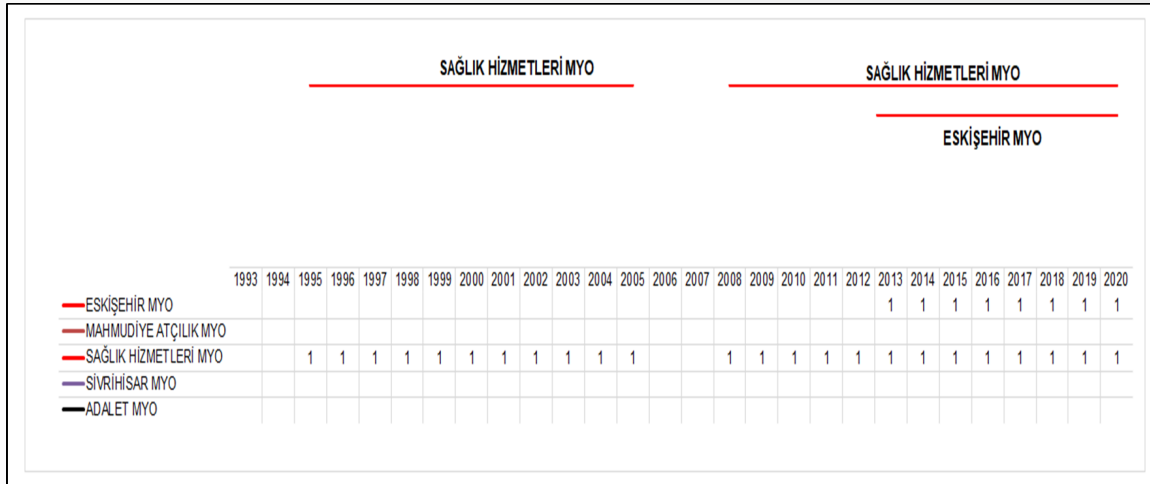 SAĞLIK HİZMETLERİ MYO SAĞLIK HİZMETLERİ MYO
ESKİŞEHİR MYO
1993 1994 1995 1996 1997 1998 1999 2000 2001 2002 2003 2004 2005 2006 2007 2008 2009 2010 2011 2012 2013 2014 2015 2016 2017 2018 2019 2020
ESKİŞEHİR MYO 1 1 1 1 1 1 1 1
MAHMUDİYE ATÇILIK MYO
SAĞLIK HİZMETLERİ MYO 1 1 1 1 1 1 1 1 1 1 1 1 1 1 1 1 1 1 1 1 1 1 1 1
SİVRİHİSAR MYO
ADALET MYO